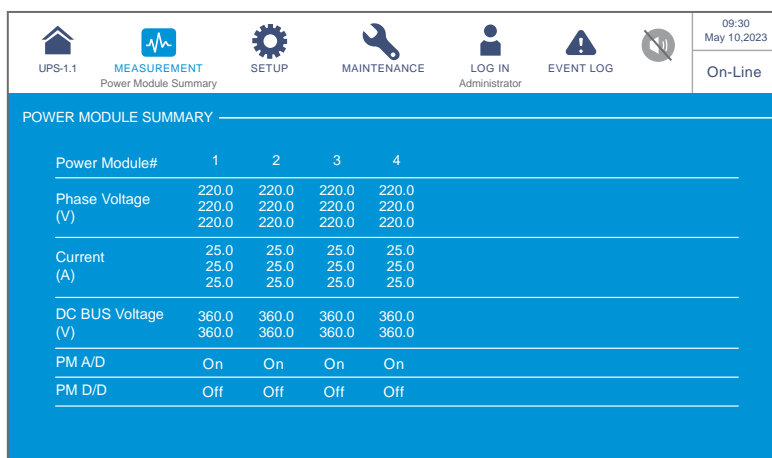 09:30
May 10,2023
UPS-1.1 MEASUREMENT SETUP MAINTENANCE LOG IN EVENT LOG
Power Module Summary Administrator
On-Line
POWER MODULE SUMMARY
Power Module# 1 2 3 4
Phase Voltage
(V)
220.0 220.0 220.0 220.0
220.0 220.0 220.0 220.0
220.0 220.0 220.0 220.0
Current
(A)
25.0 25.0 25.0 25.0
25.0 25.0 25.0 25.0
25.0 25.0 25.0 25.0
DC BUS Voltage
(V)
360.0 360.0 360.0 360.0
360.0 360.0 360.0 360.0
PM A/D On On On On
PM D/D Off Off Off Off